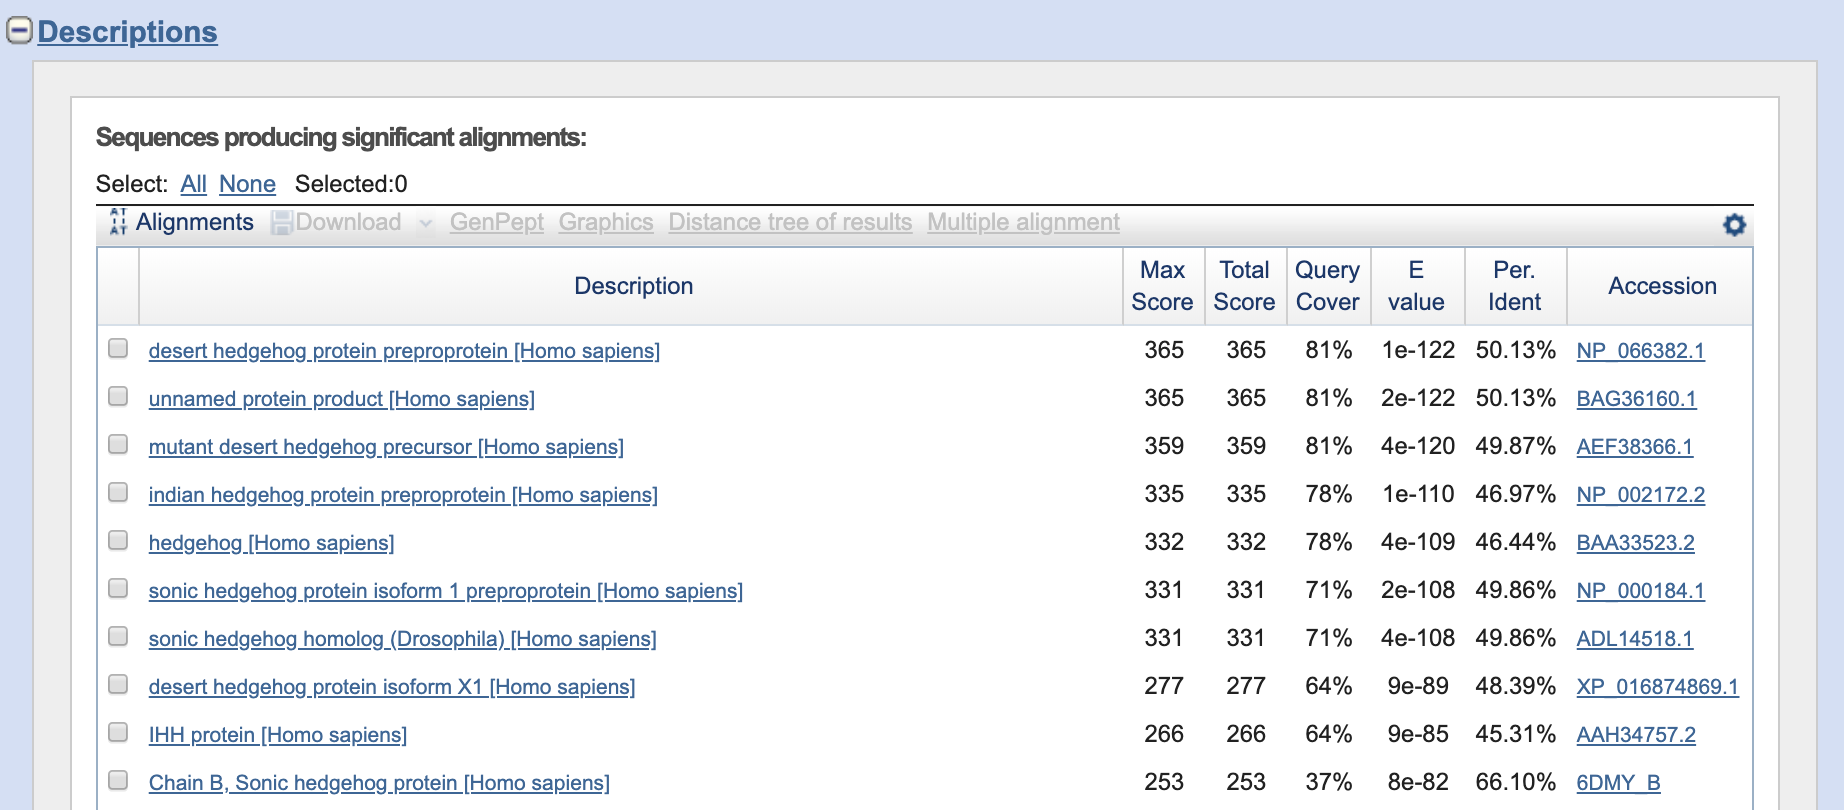 Descriptions
Sequences producing significant alignments:
Select: All None Selected:0
Alignments Download GenPept Graphics Distance tree of results Multiple alignment
Description Max Score Total Score Query Cover E value Per. Ident Accession
desert hedgehog protein preproprotein [Homo sapiens] 365 365 81% 1e-122 50.13% NP_066382.1
unnamed protein product [Homo sapiens] 365 365 81% 2e-122 50.13% BAG36160.1
mutant desert hedgehog precursor [Homo sapiens] 359 359 81% 4e-120 49.87% AEF38366.1
indian hedgehog protein preproprotein [Homo sapiens] 335 335 78% 1e-110 46.97% NP_002172.2
hedgehog [Homo sapiens] 332 332 78% 4e-109 46.44% BAA33523.2
sonic hedgehog protein isoform 1 preproprotein [Homo sapiens] 331 331 71% 2e-108 49.86% NP_000184.1
sonic hedgehog homolog (Drosophila) [Homo sapiens] 331 331 71% 4e-108 49.86% ADL14518.1
desert hedgehog protein isoform X1 [Homo sapiens] 277 277 64% 9e-89 48.39% XP_016874869.1
IHH protein [Homo sapiens] 266 266 64% 9e-85 45.31% AAH34757.2
Chain B, Sonic hedgehog protein [Homo sapiens] 253 253 37% 8e-82 66.10% 6DMY_B